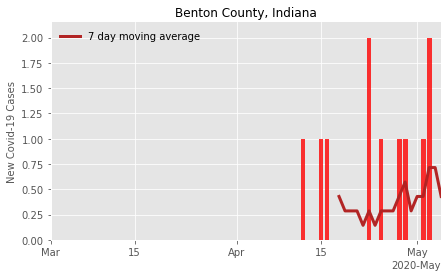 Benton County, Indiana
7 day moving average
New Covid-19 Cases
2.00
1.75
1.50
1.25
1.00
0.75
0.50
0.25
0.00
Mar 15 Apr 15 May
2020-May